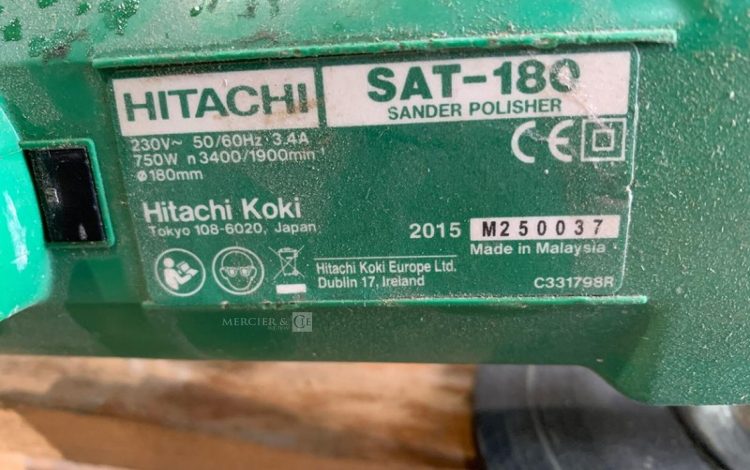 HITACHI
SAT-180
SANDER POLISHER
230V~ 50/60Hz 3.4A
750W n 3400/1900min
ø180mm
CE
Hitachi Koki
Tokyo 108-6020, Japan
2015 M250037
Made in Malaysia
Hitachi Koki Europe Ltd.
Dublin 17, Ireland
C331798R
MERCIER & CIE